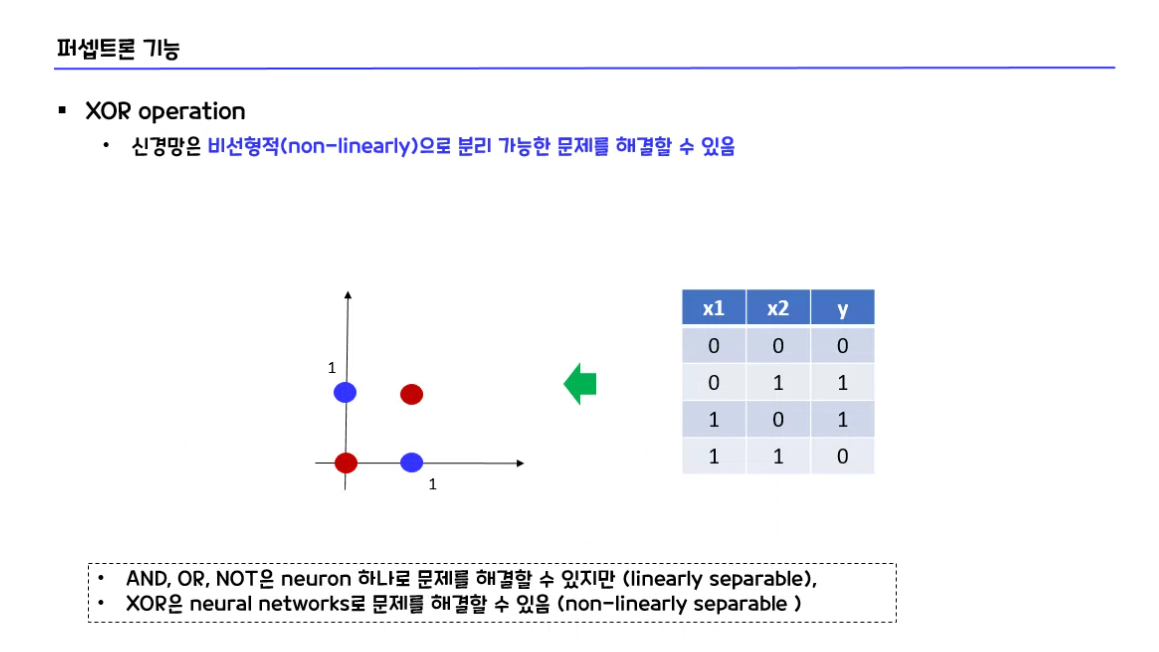 퍼셉트론 기능
▪ XOR operation
• 신경망은 비선형적(non-linearly)으로 분리 가능한 문제를 해결할 수 있음
1
1
x1 x2 y
0 0 0
0 1 1
1 0 1
1 1 0
• AND, OR, NOT은 neuron 하나로 문제를 해결할 수 있지만 (linearly separable),
• XOR은 neural networks로 문제를 해결할 수 있음 (non-linearly separable )